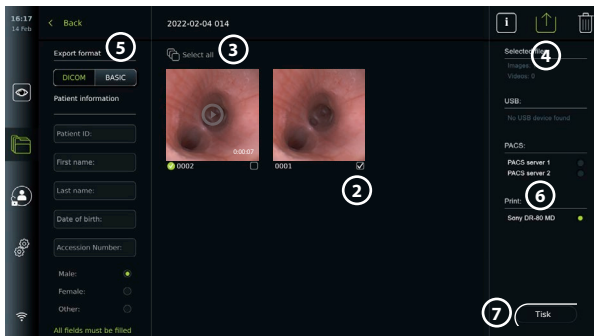 16:17
14 Feb
< Back
2022-02-04 014
i
Export format
5
DICOM
BASIC
Patient information
Patient ID:
First name:
Last name:
Date of birth:
Accession Number:
Male:
Female:
Other:
All fields must be filled
Select all
3
0:00:07
0002
0001
2
4
Selected files
Images:
Videos: 0
USB:
No USB device found
PACS:
PACS server 1
PACS server 2
6
Print:
Sony DR-80 MD
7
Tisk